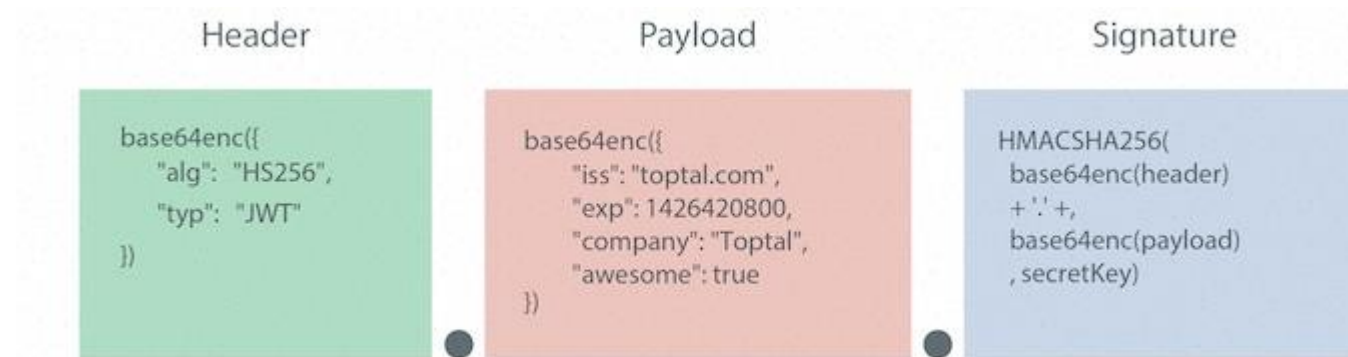 Header
base64enc({
"alg": "HS256",
"typ": "JWT"
})
Payload
base64enc({
"iss": "toptal.com",
"exp": 1426420800,
"company": "Toptal",
"awesome": true
})
Signature
HMACSHA256(
base64enc(header)
+ '.' +,
base64enc(payload)
, secretKey)